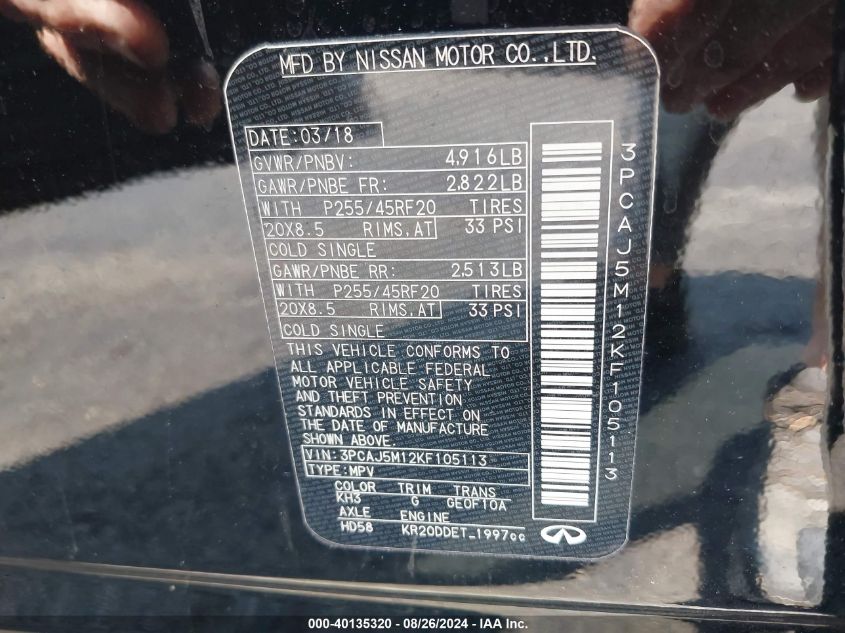 MFD BY NISSAN MOTOR CO.,LTD.
DATE:03/18
GVWR/PNBV: 4,916LB
GAWR/PNBE FR: 2,822LB
WITH P255/45RF20 TIRES
20X8.5 RIMS,AT 33 PSI
COLD SINGLE
GAWR/PNBE RR: 2,513LB
WITH P255/45RF20 TIRES
20X8.5 RIMS,AT 33 PSI
COLD SINGLE
THIS VEHICLE CONFORMS TO
ALL APPLICABLE FEDERAL
MOTOR VEHICLE SAFETY
AND THEFT PREVENTION
STANDARDS IN EFFECT ON
THE DATE OF MANUFACTURE
SHOWN ABOVE.
VIN:3PCAJ5M12KF105113
TYPE:MPV
COLOR TRIM TRANS
KH3 G GE0F10A
AXLE ENGINE
HD58 KR20DDET_1997cc
3PCAJ5M12KF105113
000-40135320 - 08/26/2024 - IAA, Inc.